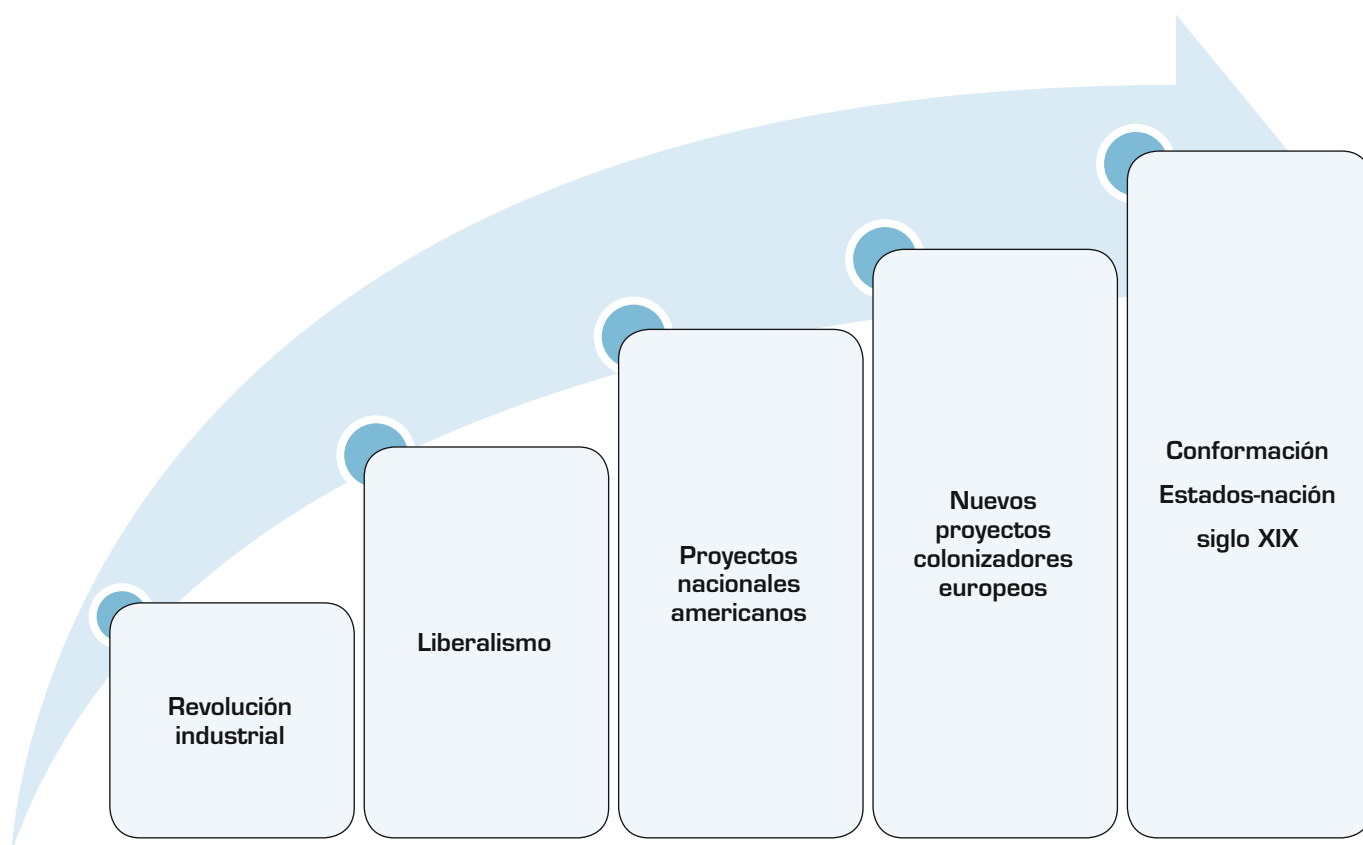 Revolución
industrial
Liberalismo
Proyectos
nacionales
americanos
Nuevos
proyectos
colonizadores
europeos
Conformación
Estados-nación
siglo XIX